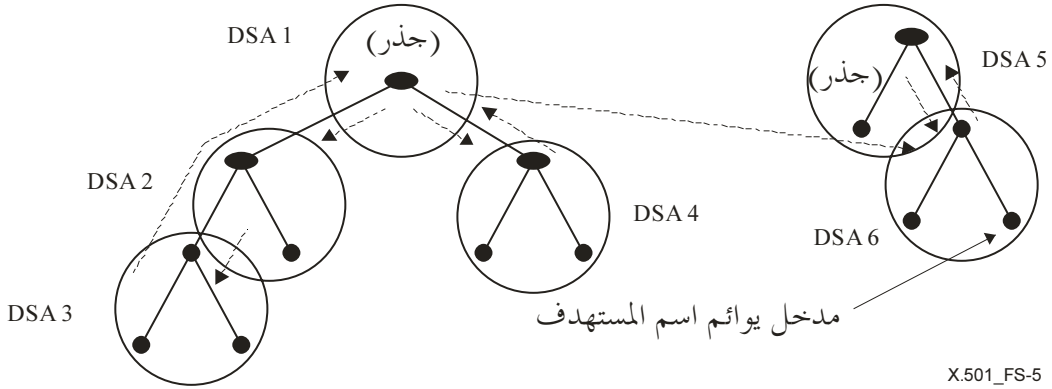 DSA 1
(جذر)
DSA 5
(جذر)
DSA 2
DSA 4
DSA 6
DSA 3
مدخل يوائم اسم المستهدف
X.501_FS-5